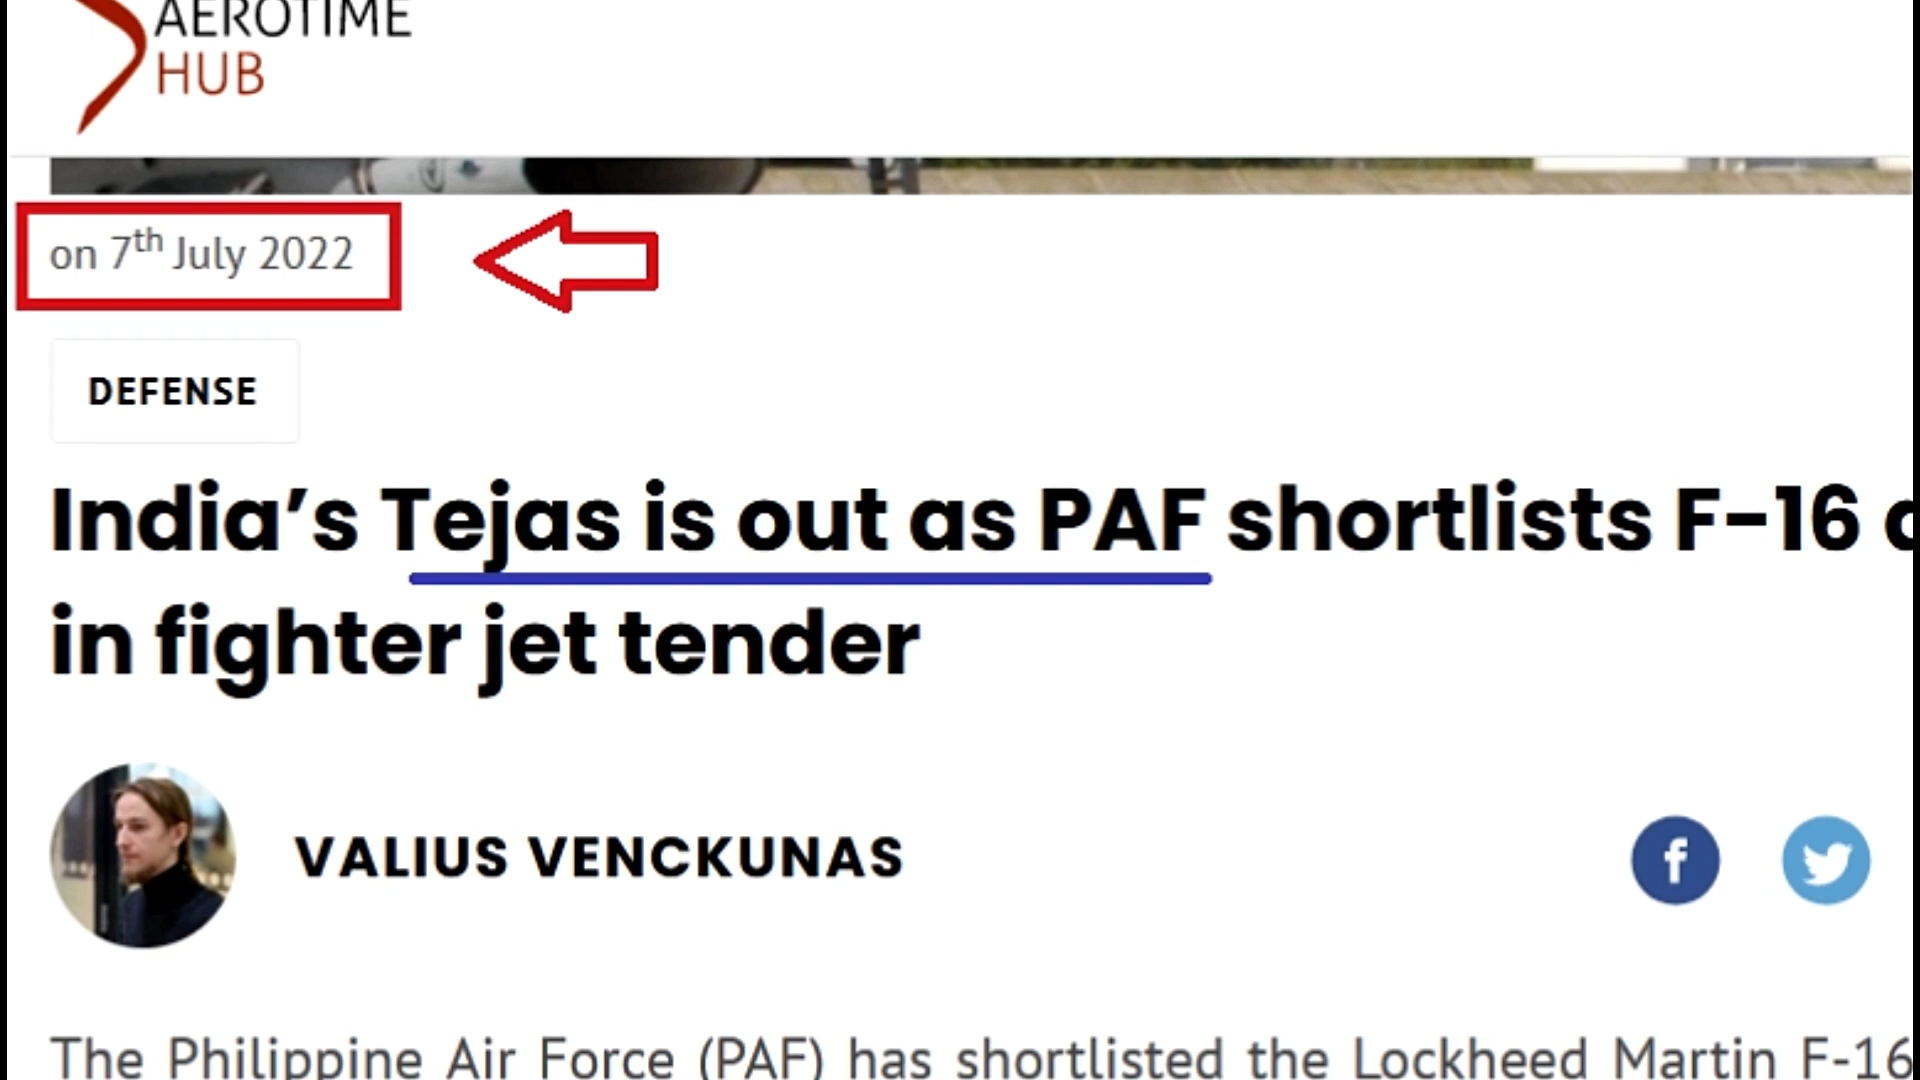 AEROTIME
HUB
on 7th July 2022
DEFENSE
India’s Tejas is out as PAF shortlists F-16
in fighter jet tender
VALIUS VENCKUNAS
The Philippine Air Force (PAF) has shortlisted the Lockheed Martin F-16